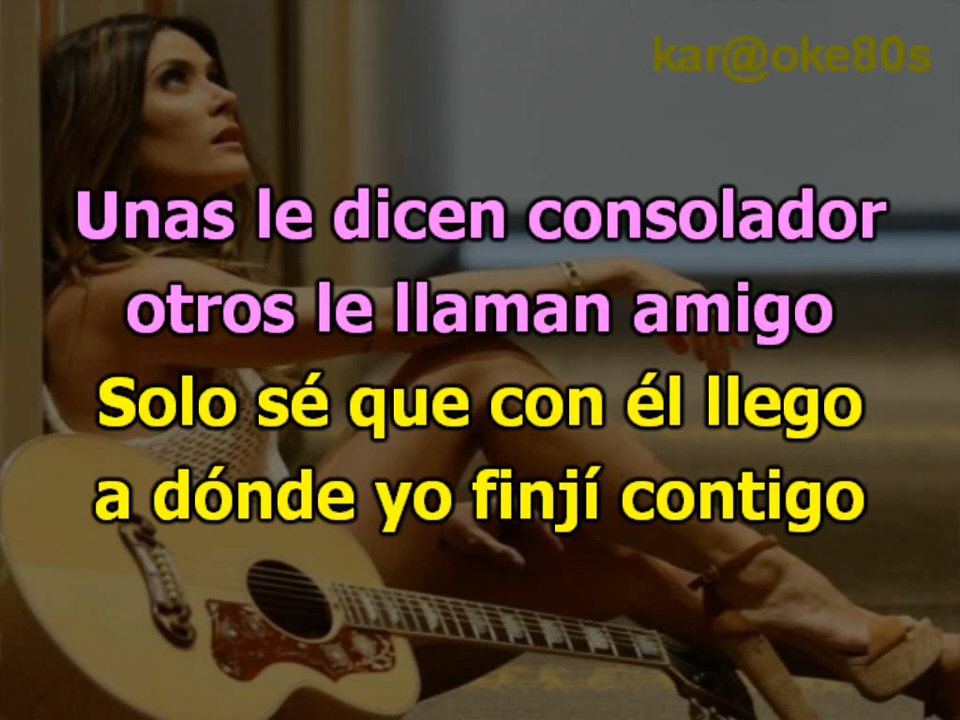 kar@oke80s
Unas le dicen consolador
otros le llaman amigo
Solo sé que con él llego
a dónde yo finjí contigo